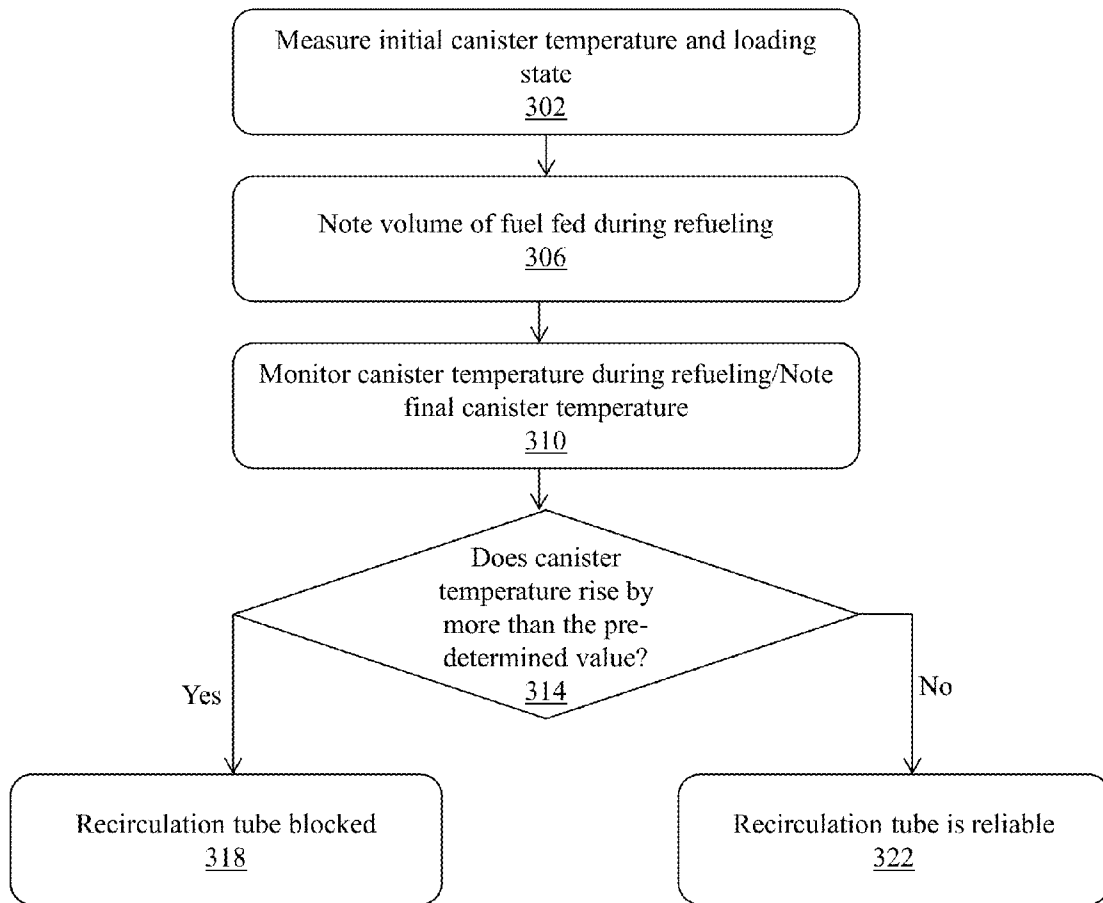 Measure initial canister temperature and loading
state
302
Note volume of fuel fed during refueling
306
Monitor canister temperature during refueling/Note
final canister temperature
310
Does canister
temperature rise by
more than the pre-
determined value?
314
Yes
No
Recirculation tube blocked
318
Recirculation tube is reliable
322